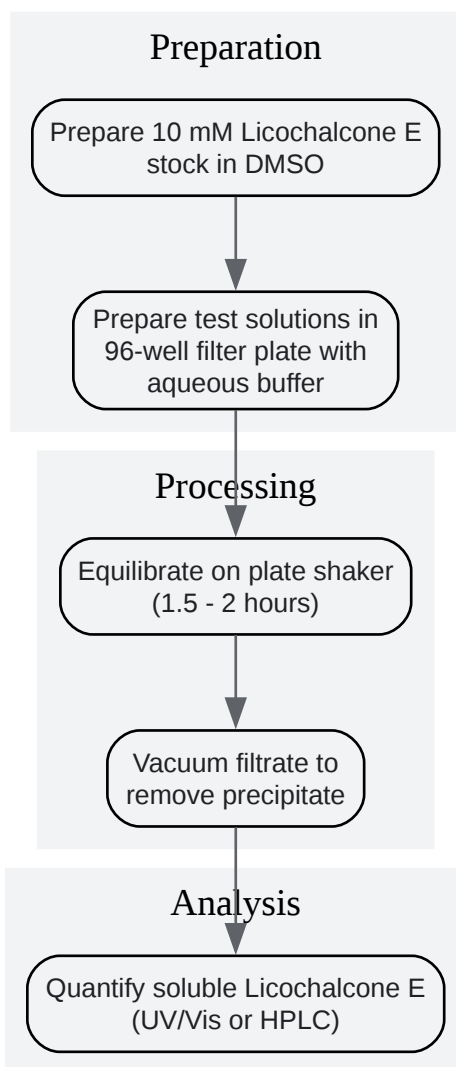 Preparation
Prepare 10 mM Licochalcone E
stock in DMSO
Prepare test solutions in
96-well filter plate with
aqueous buffer
Processing
Equilibrate on plate shaker
(1.5 - 2 hours)
Vacuum filtrate to
remove precipitate
Analysis
Quantify soluble Licochalcone E
(UV/Vis or HPLC)